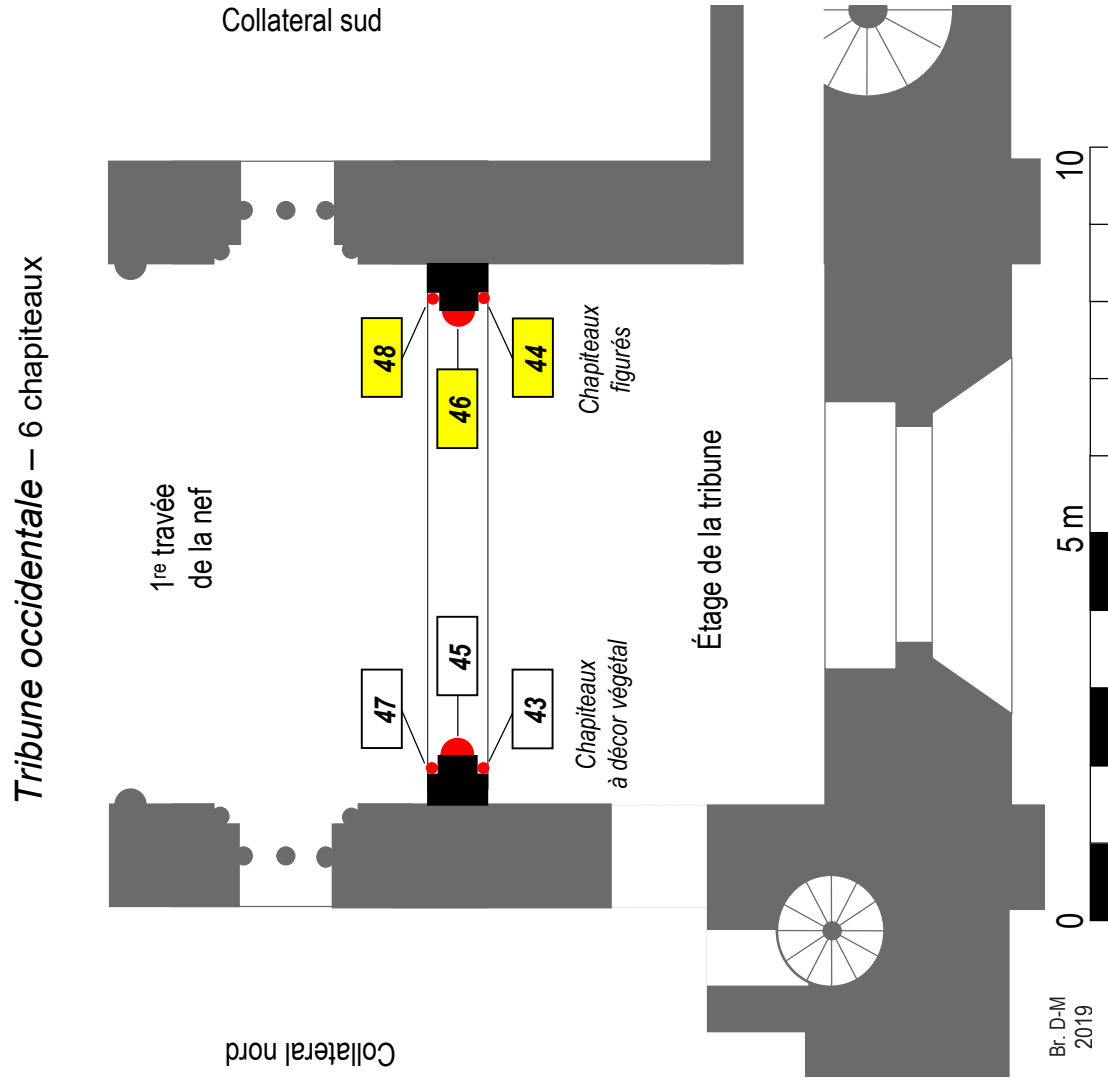 Tribune occidentale – 6 chapiteaux
Collateral sud
1re travée
de la nef
48
46
44
Chapiteaux
figurés
47
45
43
Chapiteaux
à décor végétal
Étage de la tribune
Collateral nord
0
5 m
10
Br. D-M
2019